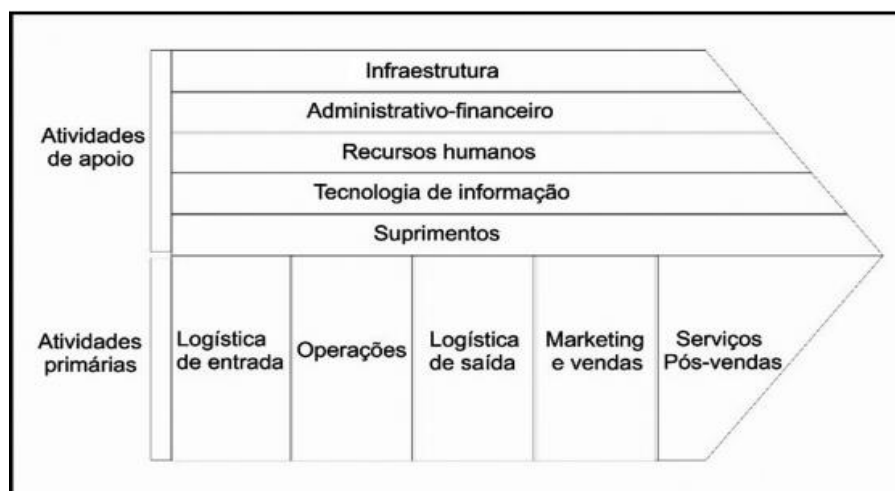 Infraestrutura
Administrativo-financeiro
Recursos humanos
Tecnologia de informação
Suprimentos
Atividades
de apoio
Atividades
primárias
Logística
de entrada
Operações
Logística
de saída
Marketing
e vendas
Serviços
Pós-vendas